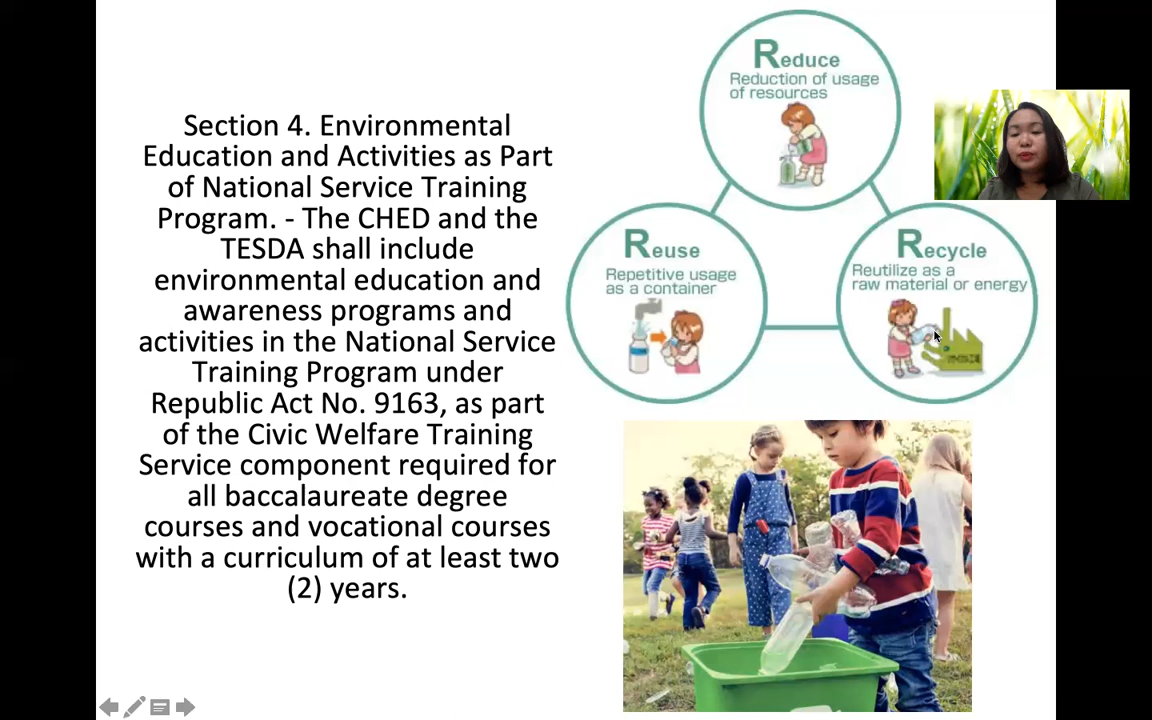 Section 4. Environmental
Education and Activities as Part
of National Service Training
Program. - The CHED and the
TESDA shall include
environmental education and
awareness programs and
activities in the National Service
Training Program under
Republic Act No. 9163, as part
of the Civic Welfare Training
Service component required for
all baccalaureate degree
courses and vocational courses
with a curriculum of at least two
(2) years.
Reduce
Reduction of usage
of resources
Reuse
Repetitive usage
as a container
Recycle
Reutilize as a
raw material or energy